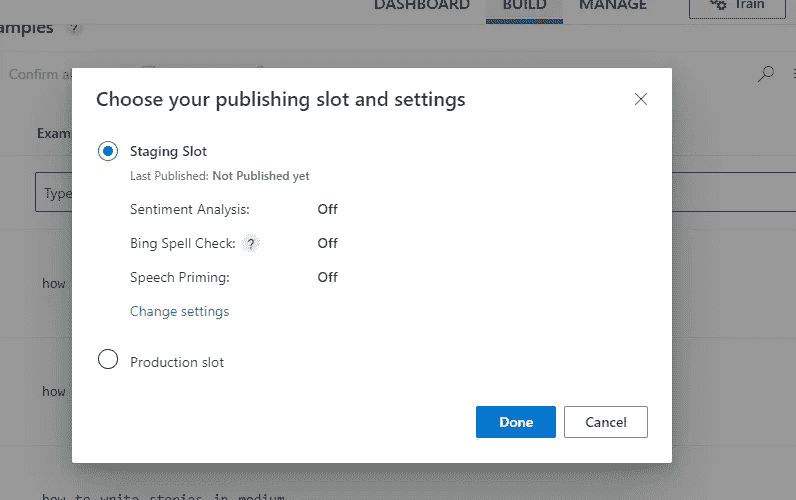 DASHBOARD BUILD MANAGE Train
amples ?
Confirm a
Choose your publishing slot and settings
Exam
Staging Slot
Last Published: Not Published yet
Type
Sentiment Analysis: Off
Bing Spell Check: ? Off
Speech Priming: Off
how
Change settings
Production slot
how
Done Cancel
how to write stories in medium